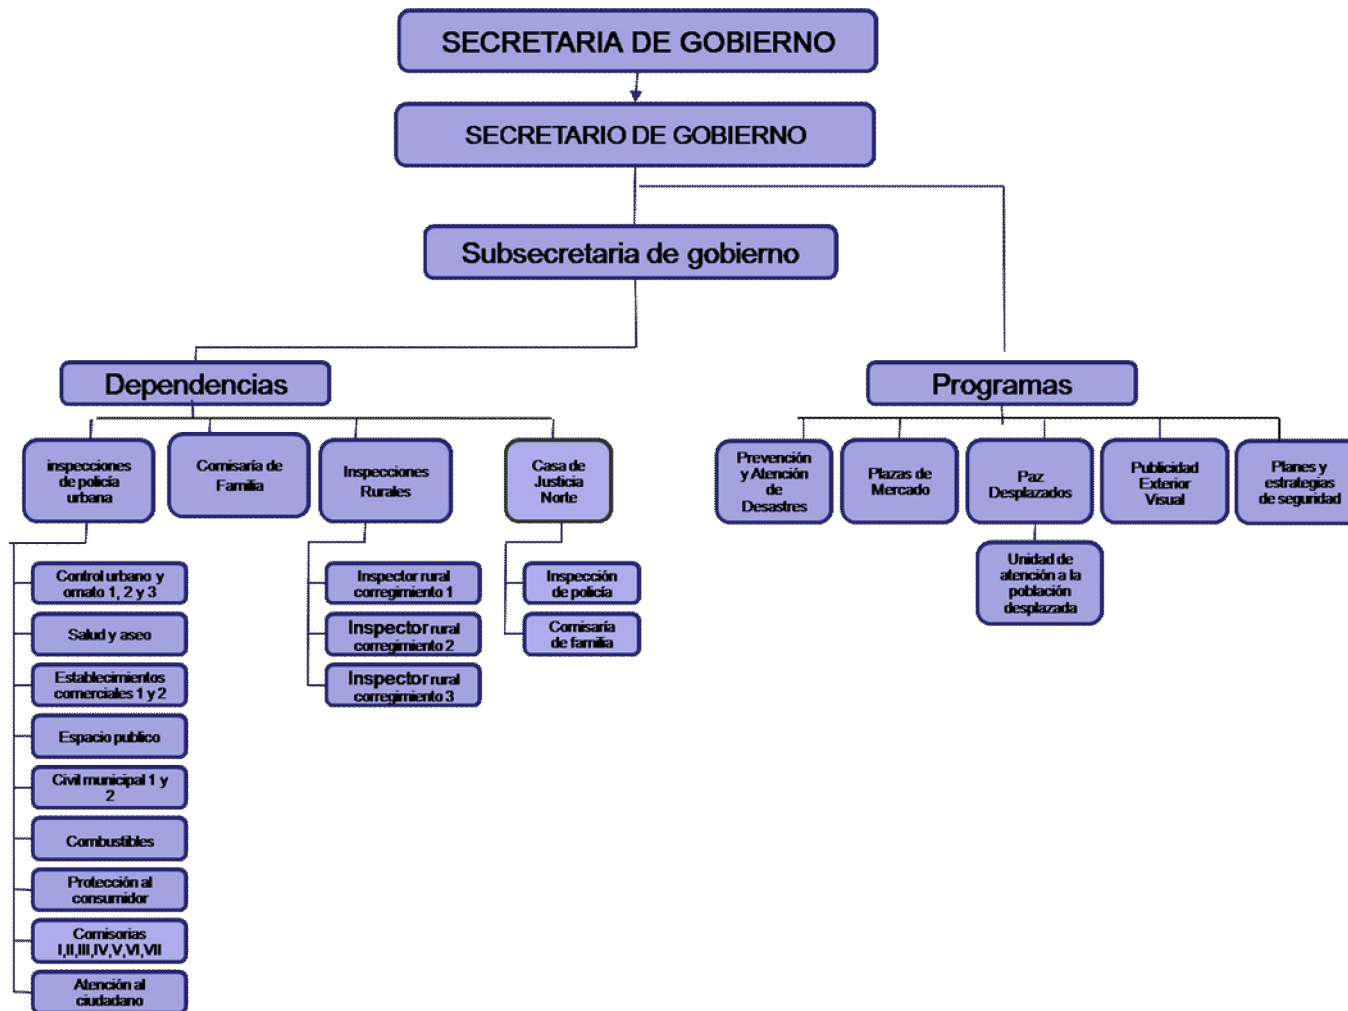 SECRETARIA DE GOBIERNO
SECRETARIO DE GOBIERNO
Subsecretaria de gobierno
Dependencias
Programas
inspecciones
de policía
urbana
Comisaría de
Familia
Inspecciones
Rurales
Casa de
Justicia
Norte
Prevención
y Atención
de
Desastres
Plazas de
Mercado
Paz
Desplazados
Publicidad
Exterior
Visual
Planes y
estrategias
de seguridad
Unidad de
atención a la
población
desplazada
Control urbano y
ornato 1, 2 y 3
Salud y aseo
Establecimientos
comerciales 1 y 2
Espacio publico
Civil municipal 1 y
2
Combustibles
Protección al
consumidor
Comisorias
I,II,III,IV,V,VI,VII
Atención al
ciudadano
Inspector rural
corregimiento 1
Inspector rural
corregimiento 2
Inspector rural
corregimiento 3
Inspección
de policía
Comisaría
de familia